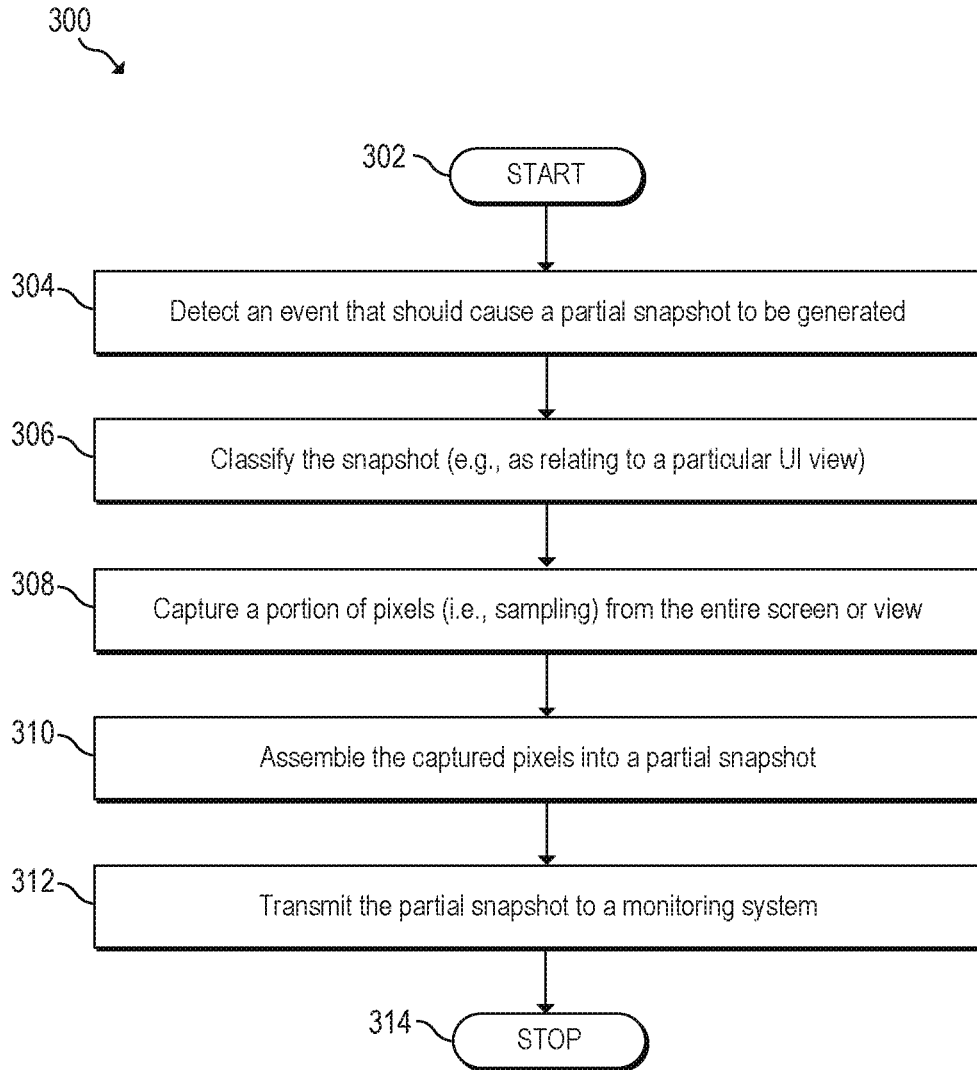 300
302
START
304
Detect an event that should cause a partial snapshot to be generated
306
Classify the snapshot (e.g., as relating to a particular UI view)
308
Capture a portion of pixels (i.e., sampling) from the entire screen or view
310
Assemble the captured pixels into a partial snapshot
312
Transmit the partial snapshot to a monitoring system
314
STOP